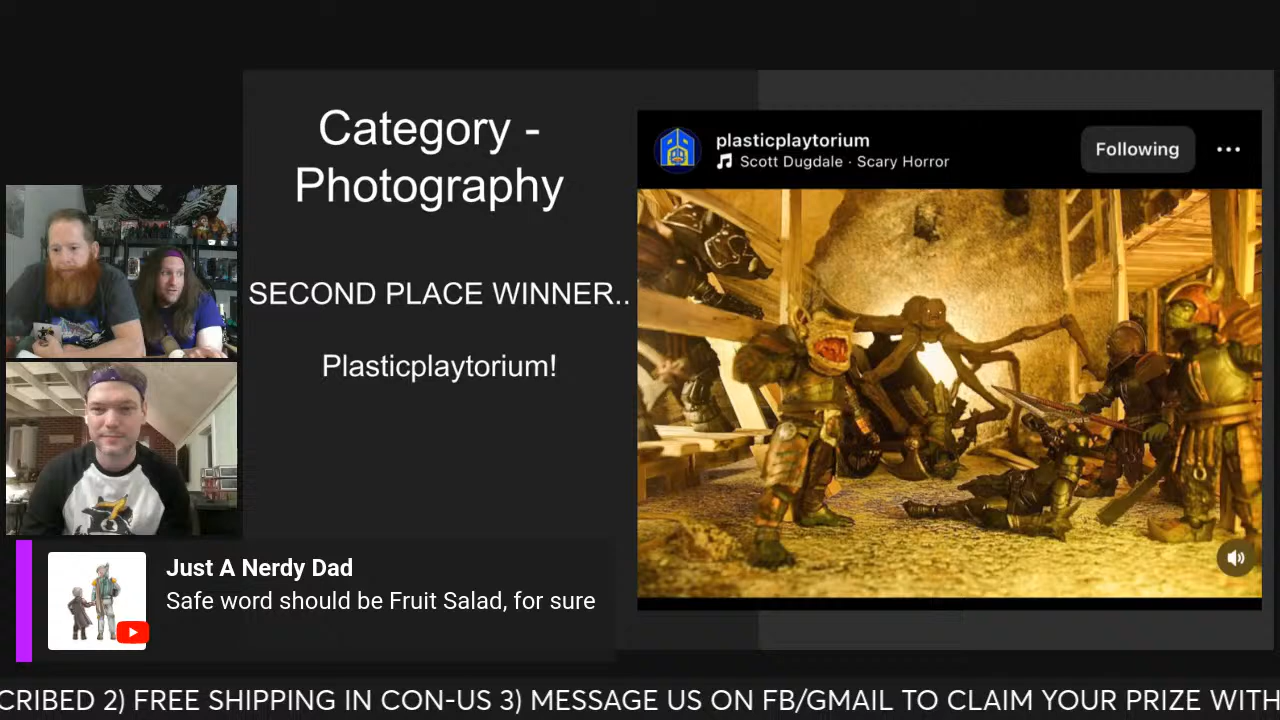 Category -
Photography
SECOND PLACE WINNER..
Plasticplaytorium!
plasticplaytorium
Scott Dugdale · Scary Horror
Following
Just A Nerdy Dad
Safe word should be Fruit Salad, for sure
CRIBED 2) FREE SHIPPING IN CON-US 3) MESSAGE US ON FB/GMAIL TO CLAIM YOUR PRIZE WITH